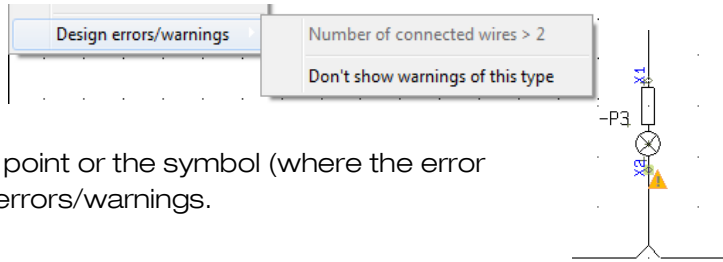 Design errors/warnings
Number of connected wires > 2
Don't show warnings of this type
X1
-P3
X2
point or the symbol (where the error
errors/warnings.